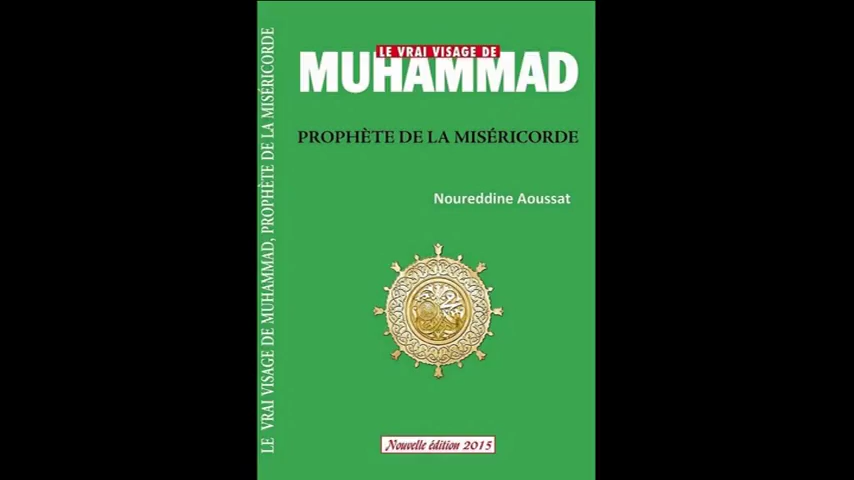 LE VRAI VISAGE DE MUHAMMAD, PROPHÈTE DE LA MISÉRICORDE
LE VRAI VISAGE DE
MUHAMMAD
PROPHÈTE DE LA MISÉRICORDE
Noureddine Aoussat
Nouvelle édition 2015